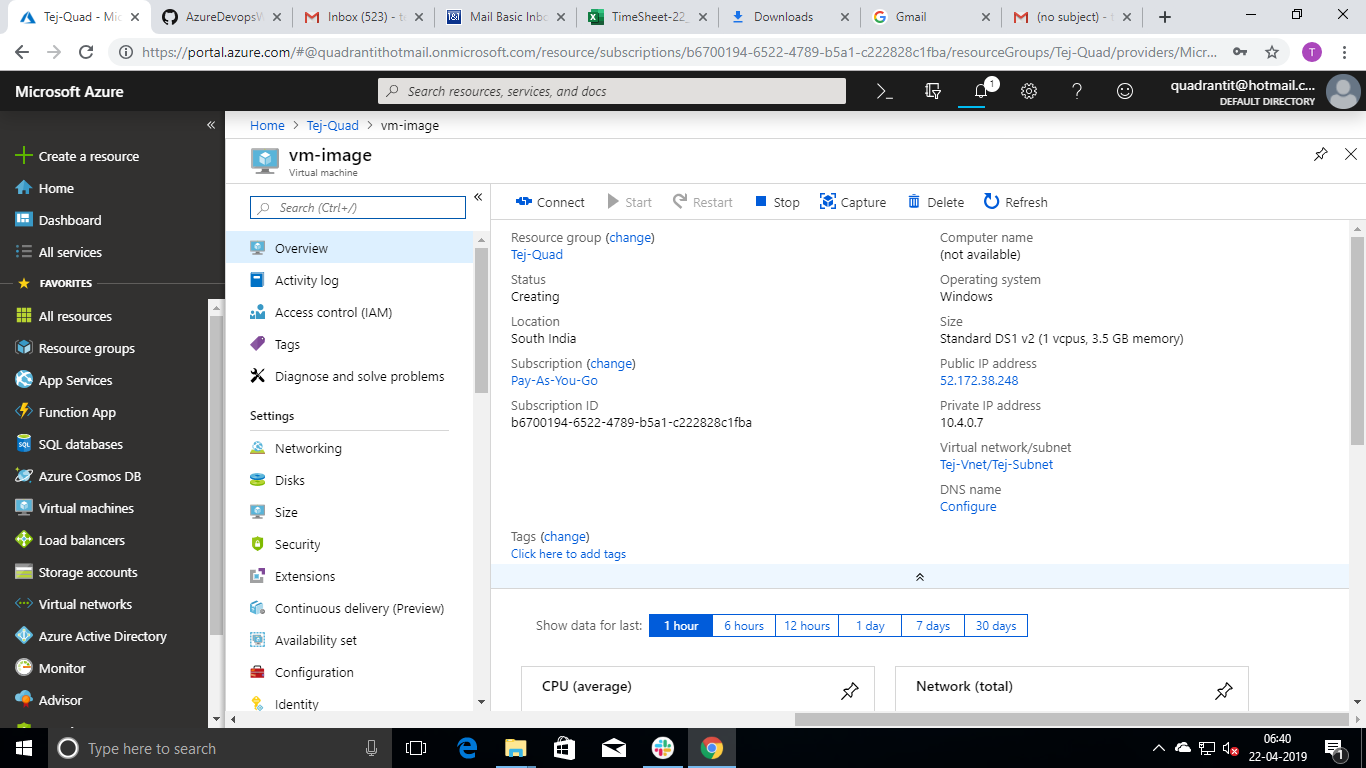 Tej-Quad - Mic
AzureDevopsW
Inbox (523) - te
Mail Basic Inbo
TimeSheet-22_
Downloads
Gmail
(no subject) - t
https://portal.azure.com/#@quadrantithotmail.onmicrosoft.com/resource/subscriptions/b6700194-6522-4789-b5a1-c222828c1fba/resourceGroups/Tej-Quad/providers/Micr...
T
Microsoft Azure
Search resources, services, and docs
1
quadrantit@hotmail.c...
DEFAULT DIRECTORY
Create a resource
Home
Dashboard
All services
FAVORITES
All resources
Resource groups
App Services
Function App
SQL databases
Azure Cosmos DB
Virtual machines
Load balancers
Storage accounts
Virtual networks
Azure Active Directory
Monitor
Advisor
Home > Tej-Quad > vm-image
vm-image
Virtual machine
Search (Ctrl+/)
Overview
Activity log
Access control (IAM)
Tags
Diagnose and solve problems
Settings
Networking
Disks
Size
Security
Extensions
Continuous delivery (Preview)
Availability set
Configuration
Identity
Connect
Start
Restart
Stop
Capture
Delete
Refresh
Resource group (change)
Tej-Quad
Status
Creating
Location
South India
Subscription (change)
Pay-As-You-Go
Subscription ID
b6700194-6522-4789-b5a1-c222828c1fba
Computer name
(not available)
Operating system
Windows
Size
Standard DS1 v2 (1 vcpus, 3.5 GB memory)
Public IP address
52.172.38.248
Private IP address
10.4.0.7
Virtual network/subnet
Tej-Vnet/Tej-Subnet
DNS name
Configure
Tags (change)
Click here to add tags
Show data for last:
1 hour
6 hours
12 hours
1 day
7 days
30 days
CPU (average)
Network (total)
Type here to search
06:40
22-04-2019
1